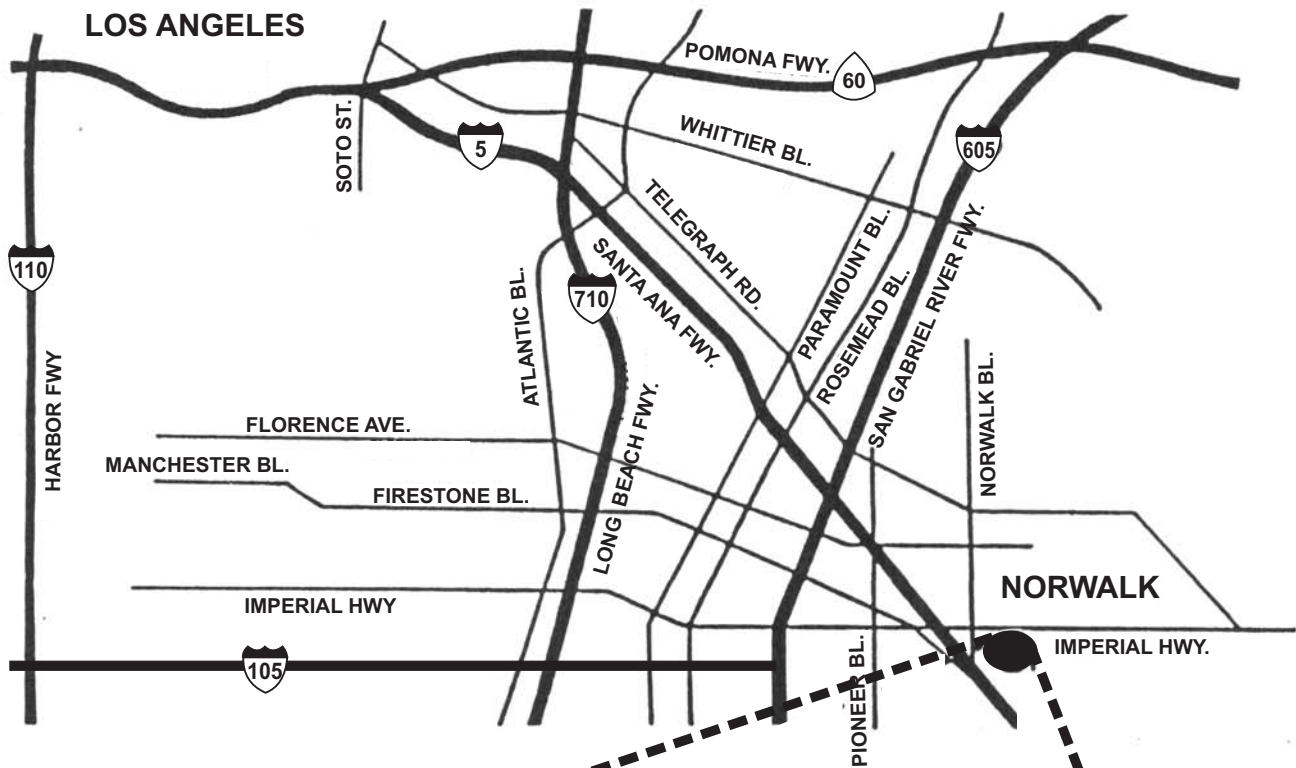 LOS ANGELES
POMONA FWY.
60
SOTO ST.
5
WHITTIER BL.
605
TELEGRAPH RD.
PARAMOUNT BL.
110
SANTA ANA FWY.
710
ROSEMEAD BL.
SAN GABRIEL RIVER FWY.
ATLANTIC BL.
HARBOR FWY
NORWALK BL.
FLORENCE AVE.
LONG BEACH FWY.
MANCHESTER BL.
FIRESTONE BL.
NORWALK
IMPERIAL HWY
IMPERIAL HWY.
105
PIONEER BL.